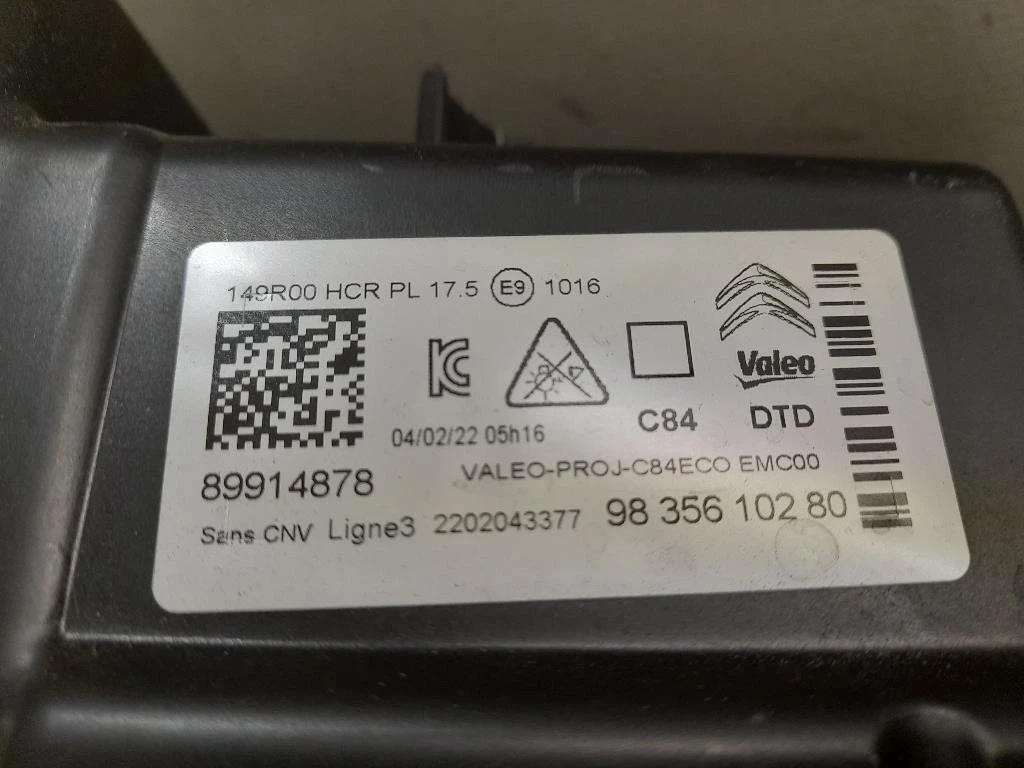 149R00 HCR PL 17.5 E9 1016
KC
Valeo
C84 DTD
04/02/22 05h16
VALEO-PROJ-C84ECO EMC00
89914878
Sans CNV Ligne3 2202043377 98 356 102 80